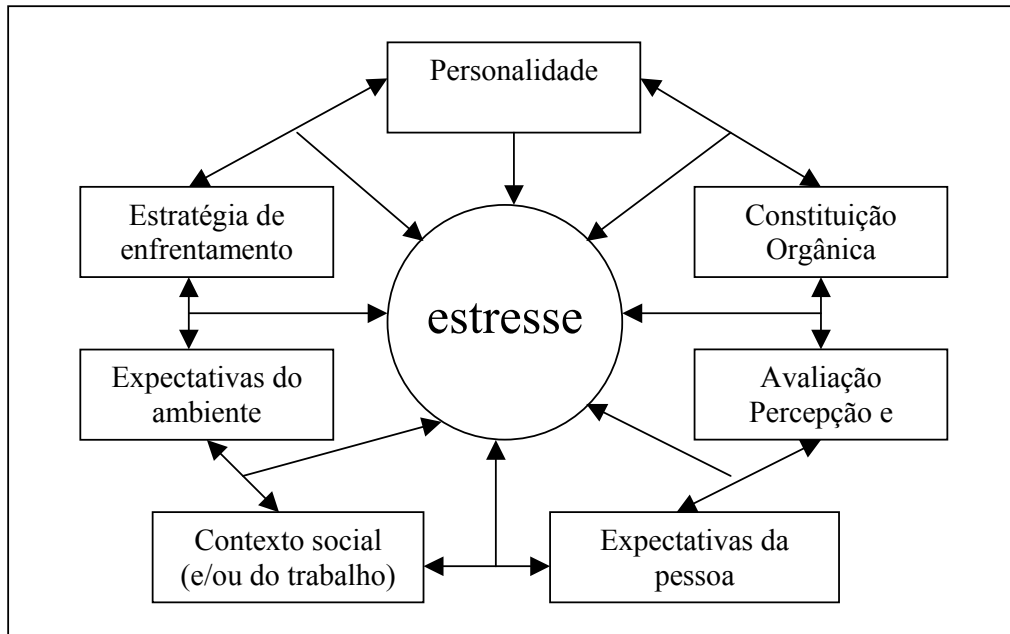 Personalidade
Estratégia de
enfrentamento
Constituição
Orgânica
estresse
Expectativas do
ambiente
Avaliação
Percepção e
Contexto social
(e/ou do trabalho)
Expectativas da
pessoa